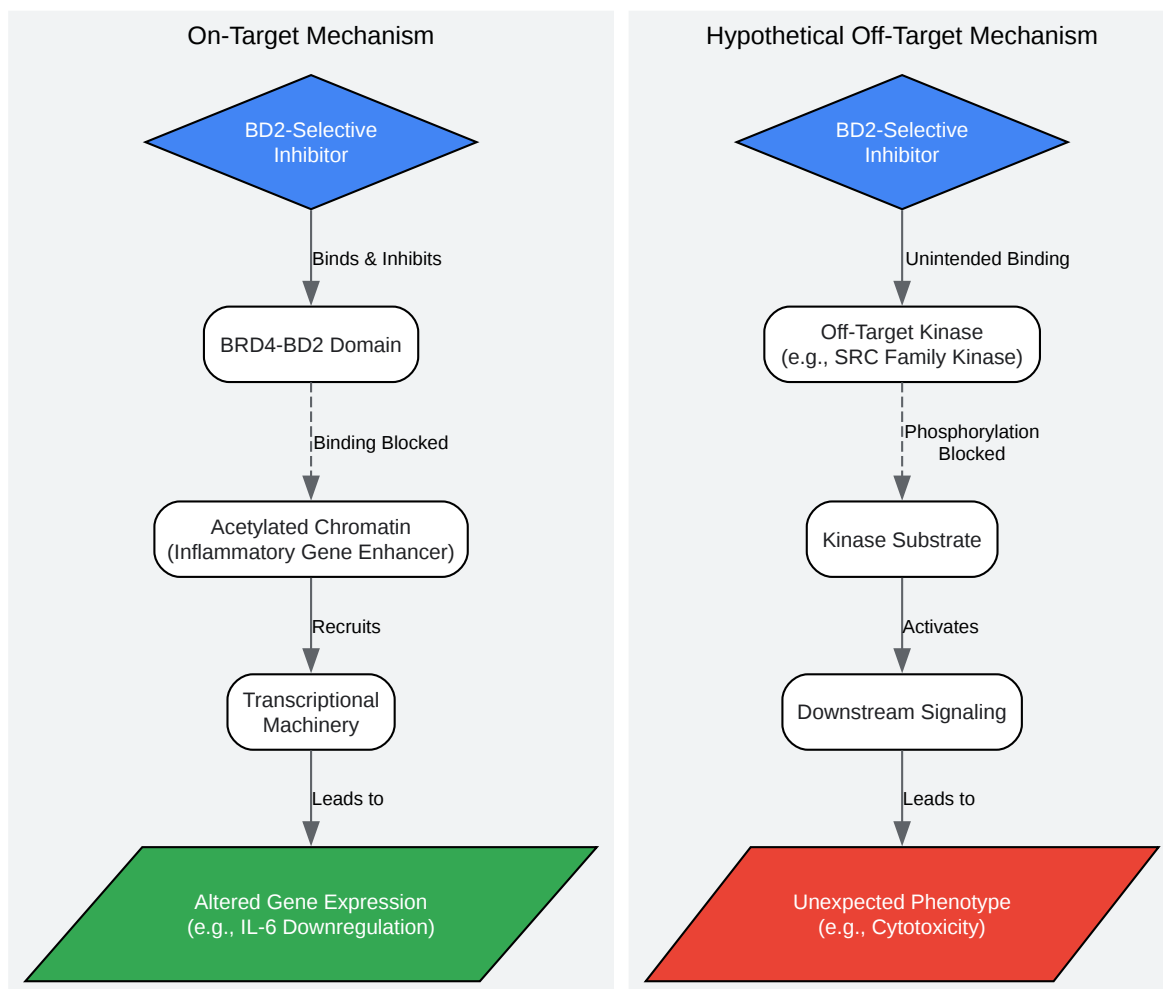 On-Target Mechanism
BD2-Selective
Inhibitor
Binds & Inhibits
BRD4-BD2 Domain
Binding Blocked
Acetylated Chromatin
(Inflammatory Gene Enhancer)
Recruits
Transcriptional
Machinery
Leads to
Altered Gene Expression
(e.g., IL-6 Downregulation)
Hypothetical Off-Target Mechanism
BD2-Selective
Inhibitor
Unintended Binding
Off-Target Kinase
(e.g., SRC Family Kinase)
Phosphorylation
Blocked
Kinase Substrate
Activates
Downstream Signaling
Leads to
Unexpected Phenotype
(e.g., Cytotoxicity)